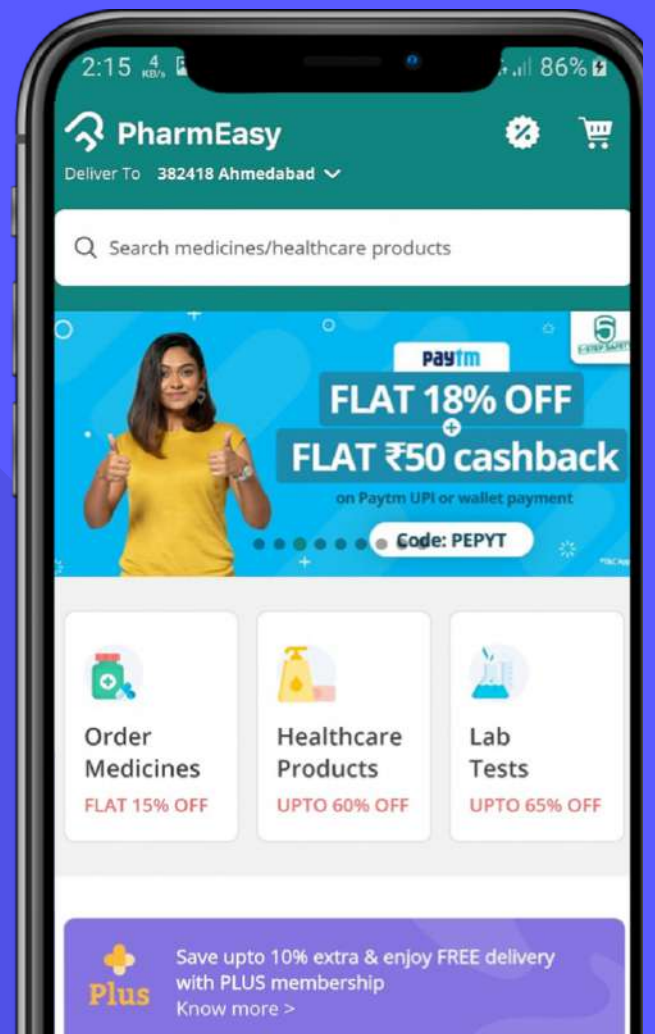 2:15 4 KB/s 86%
PharmEasy
Deliver To 382418 Ahmedabad
Search medicines/healthcare products
paytm
FLAT 18% OFF
+
FLAT ₹50 cashback
on Paytm UPI or wallet payment
Code: PEPYT
Order
Medicines
FLAT 15% OFF
Healthcare
Products
UPTO 60% OFF
Lab
Tests
UPTO 65% OFF
Plus
Save upto 10% extra & enjoy FREE delivery
with PLUS membership
Know more >